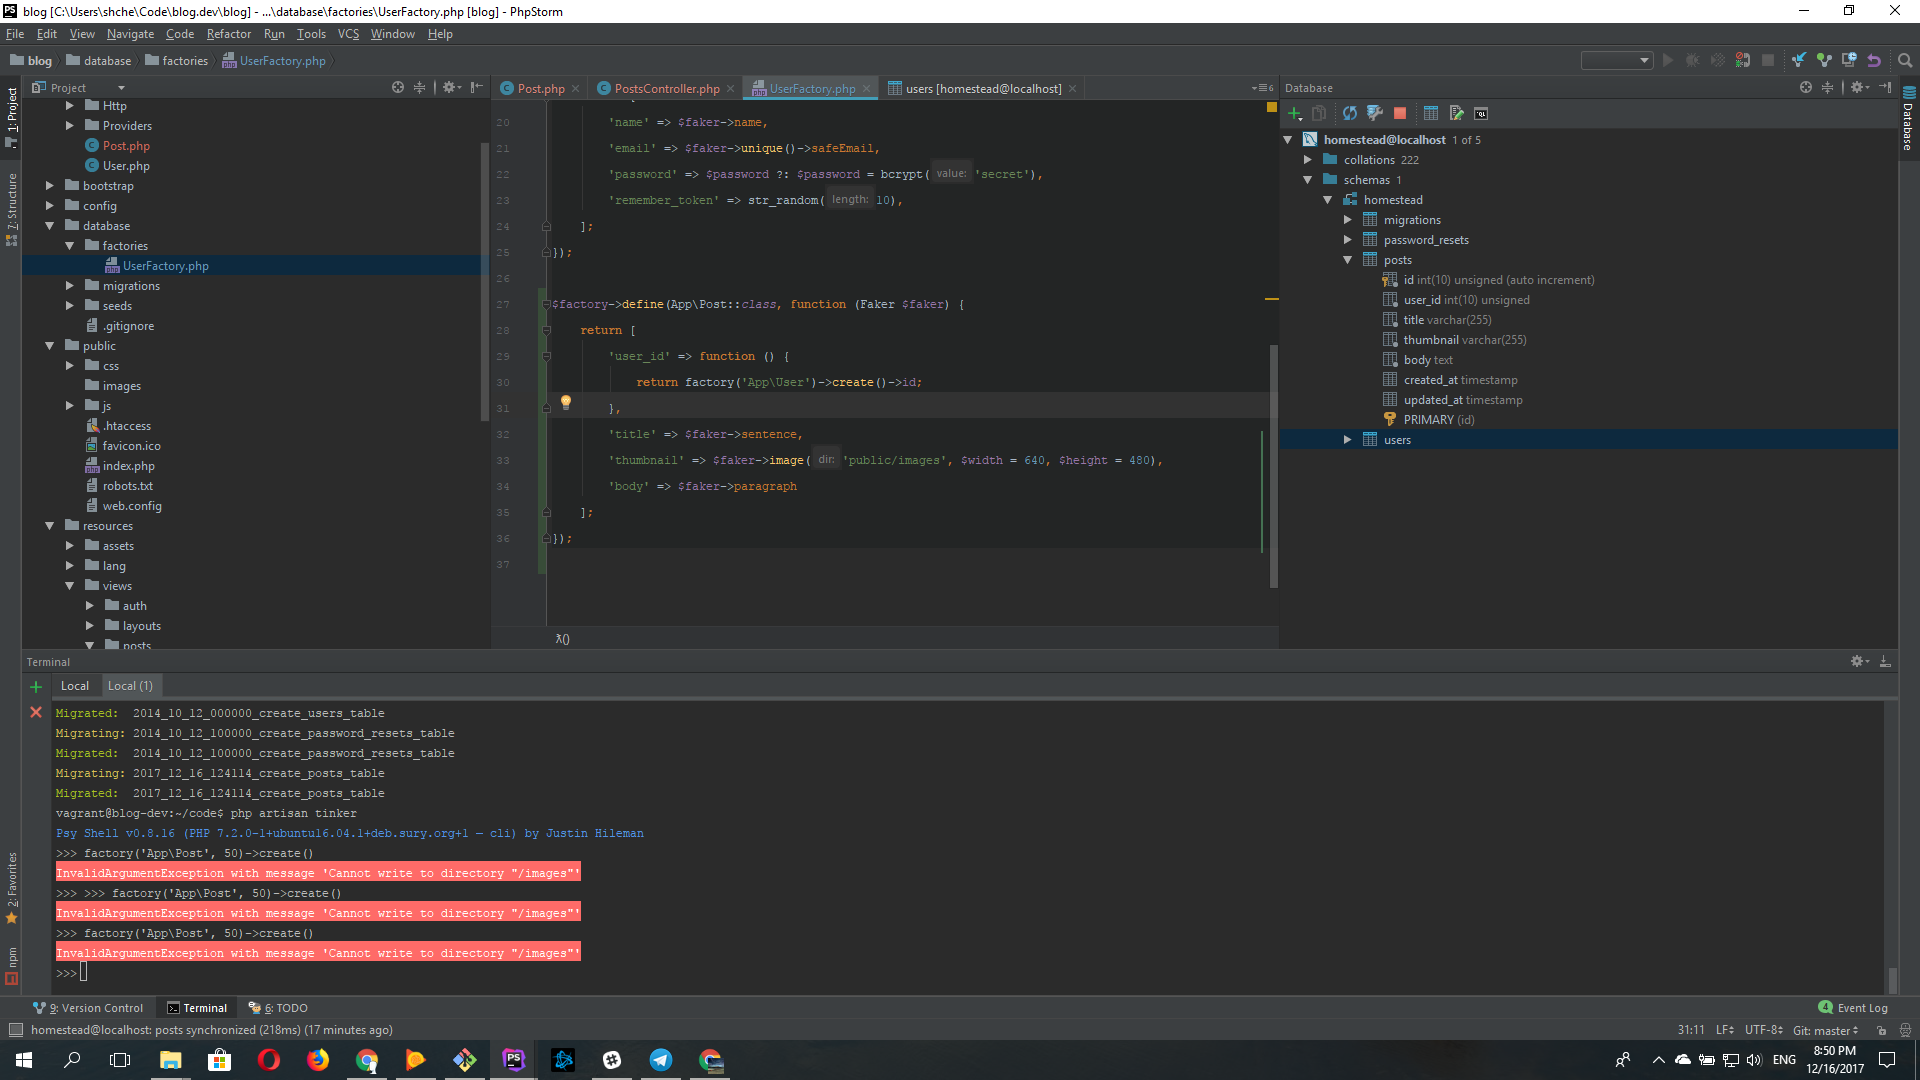 blog [C:\Users\shche\Code\blog.dev\blog] - ...\database\factories\UserFactory.php [blog] - PhpStorm
File Edit View Navigate Code Refactor Run Tools VCS Window Help
blog database factories UserFactory.php
Project
Post.php PostsController.php UserFactory.php users [homestead@localhost]
Database
1: Project
7: Structure
2: Favorites
npm
Http
Providers
Post.php
User.php
bootstrap
config
database
factories
UserFactory.php
migrations
seeds
.gitignore
public
css
images
js
.htaccess
favicon.ico
index.php
robots.txt
web.config
resources
assets
lang
views
auth
layouts
posts
20 'name' => $faker->name,
21 'email' => $faker->unique()->safeEmail,
22 'password' => $password ?: $password = bcrypt( value: 'secret'),
23 'remember_token' => str_random( length: 10),
24 ];
25 });
26
27 $factory->define(App\Post::class, function (Faker $faker) {
28 return [
29 'user_id' => function () {
30 return factory('App\User')->create()->id;
31 },
32 'title' => $faker->sentence,
33 'thumbnail' => $faker->image( dir: 'public/images', $width = 640, $height = 480),
34 'body' => $faker->paragraph
35 ];
36 });
37
λ()
Database
homestead@localhost 1 of 5
collations 222
schemas 1
homestead
migrations
password_resets
posts
id int(10) unsigned (auto increment)
user_id int(10) unsigned
title varchar(255)
thumbnail varchar(255)
body text
created_at timestamp
updated_at timestamp
PRIMARY (id)
users
Terminal
Local Local (1)
Migrated: 2014_10_12_000000_create_users_table
Migrating: 2014_10_12_100000_create_password_resets_table
Migrated: 2014_10_12_100000_create_password_resets_table
Migrating: 2017_12_16_124114_create_posts_table
Migrated: 2017_12_16_124114_create_posts_table
vagrant@blog-dev:~/code$ php artisan tinker
Psy Shell v0.8.16 (PHP 7.2.0-1+ubuntu16.04.1+deb.sury.org+1 — cli) by Justin Hileman
>>> factory('App\Post', 50)->create()
InvalidArgumentException with message 'Cannot write to directory "/images"'
>>> >>> factory('App\Post', 50)->create()
InvalidArgumentException with message 'Cannot write to directory "/images"'
>>> factory('App\Post', 50)->create()
InvalidArgumentException with message 'Cannot write to directory "/images"'
>>>
9: Version Control Terminal 6: TODO 4 Event Log
homestead@localhost: posts synchronized (218ms) (17 minutes ago) 31:11 LF UTF-8 Git: master
ENG 8:50 PM
12/16/2017